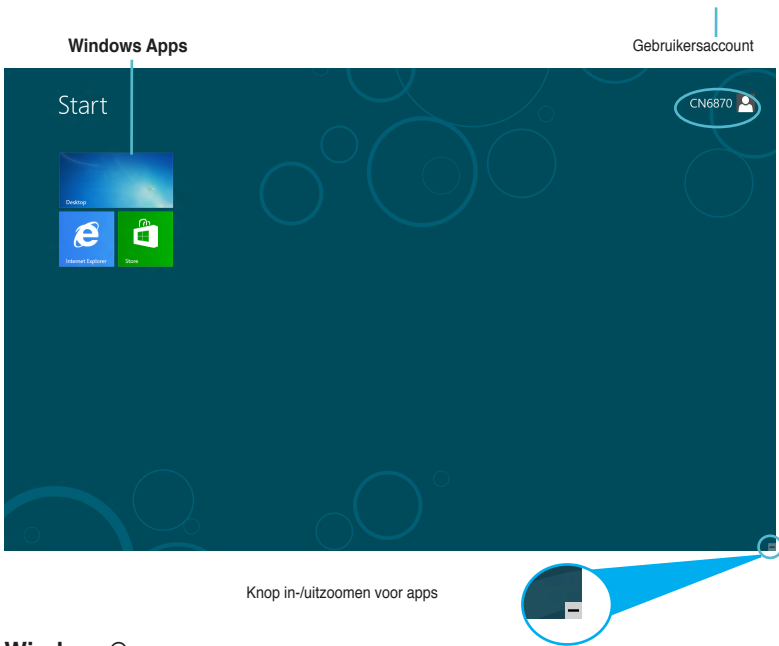 Windows Apps
Gebruikersaccount
Start
CN6870
Desktop
Internet Explorer
Store
Knop in-/uitzoomen voor apps